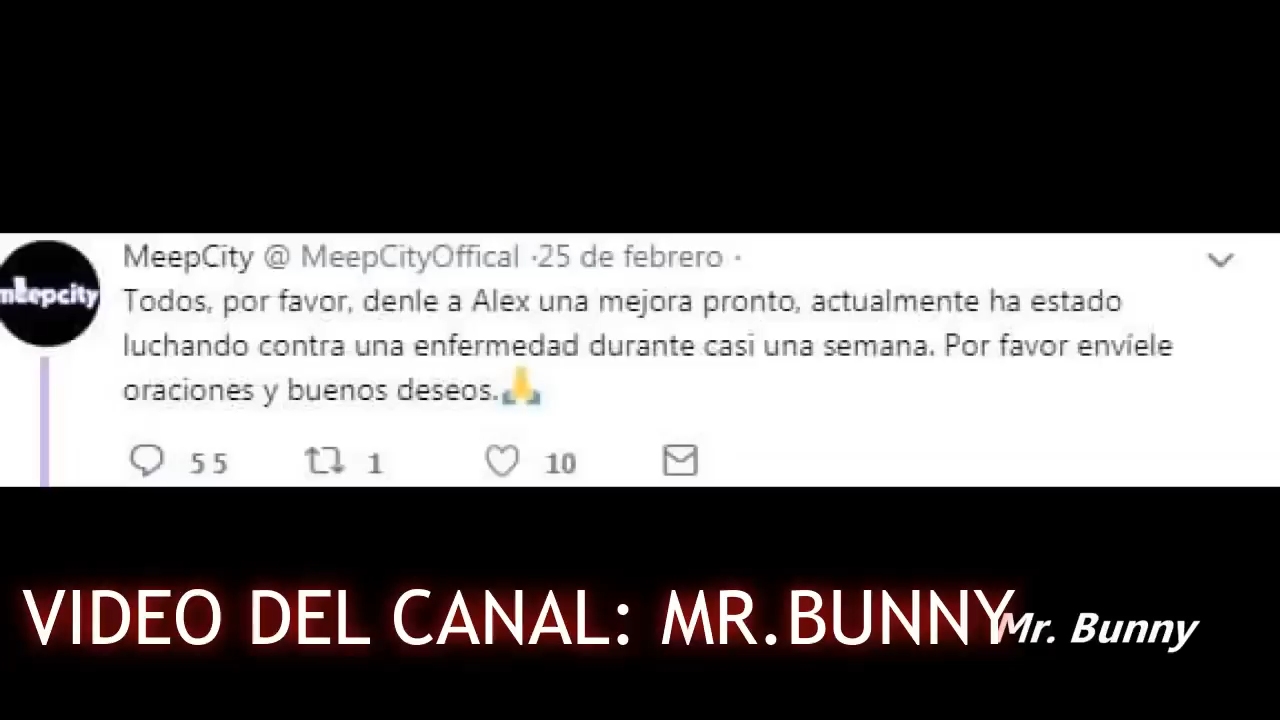 MeepCity @ MeepCityOffical ·25 de febrero ·
meepcity
Todos, por favor, denle a Alex una mejora pronto, actualmente ha estado
luchando contra una enfermedad durante casi una semana. Por favor envíele
oraciones y buenos deseos.🙏
55 1 10
VIDEO DEL CANAL: MR.BUNNY
Mr. Bunny